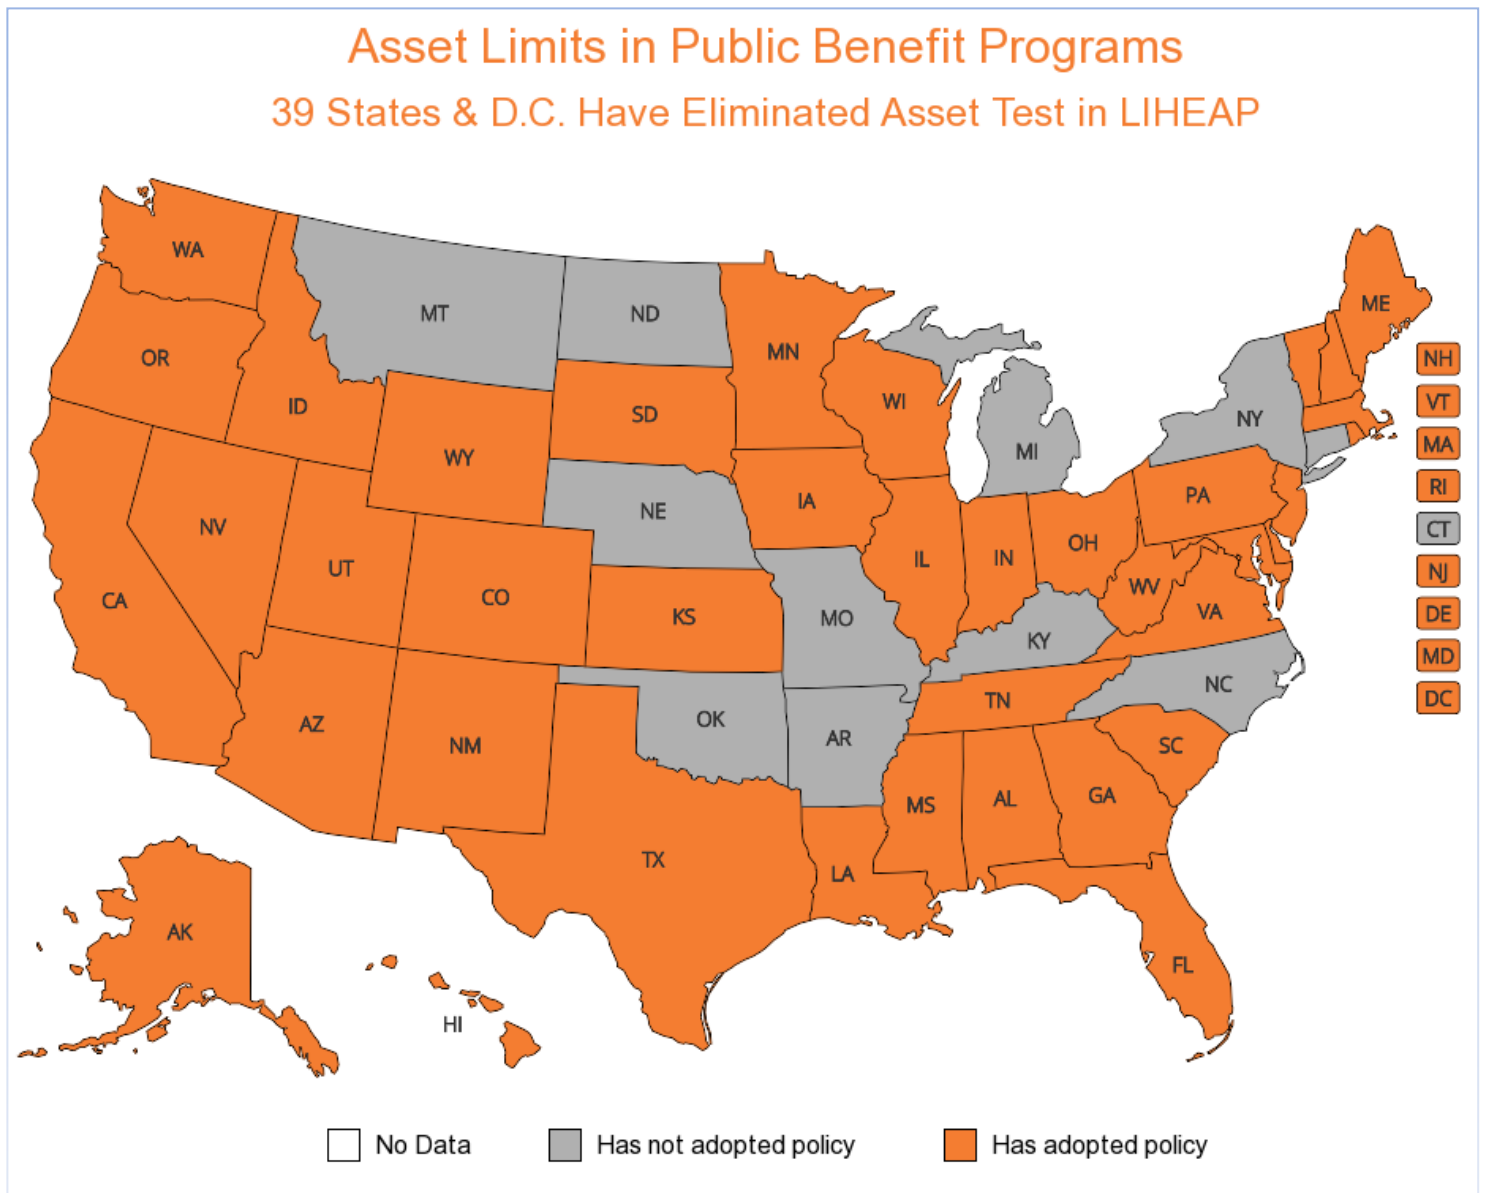 Asset Limits in Public Benefit Programs
39 States & D.C. Have Eliminated Asset Test in LIHEAP
WA
MT
ND
ME
OR
MN
NH
ID
SD
WI
VT
NY
MA
WY
MI
RI
NV
NE
IA
PA
CT
UT
IL
IN
OH
NJ
CA
CO
KS
MO
WV
VA
DE
KY
MD
AZ
NM
OK
AR
TN
NC
DC
SC
MS
AL
GA
TX
LA
AK
FL
HI
No Data
Has not adopted policy
Has adopted policy